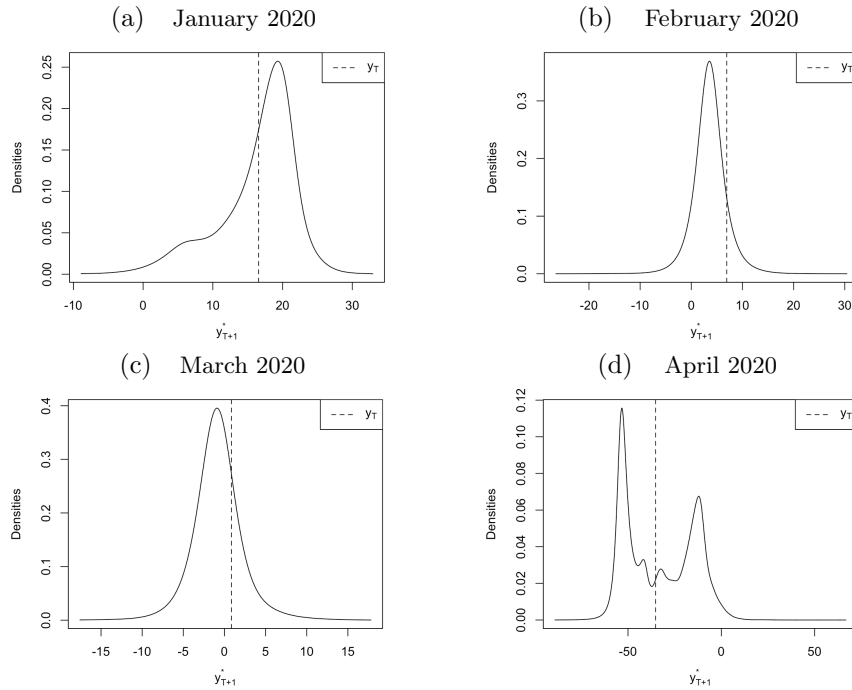 (a) January 2020
y_T
Densities
0.00 0.05 0.10 0.15 0.20 0.25
-10 0 10 20 30
y*_{T+1}
(b) February 2020
y_T
Densities
0.0 0.1 0.2 0.3
-20 -10 0 10 20 30
y*_{T+1}
(c) March 2020
y_T
Densities
0.0 0.1 0.2 0.3 0.4
-15 -10 -5 0 5 10 15
y*_{T+1}
(d) April 2020
y_T
Densities
0.00 0.02 0.04 0.06 0.08 0.10 0.12
-50 0 50
y*_{T+1}